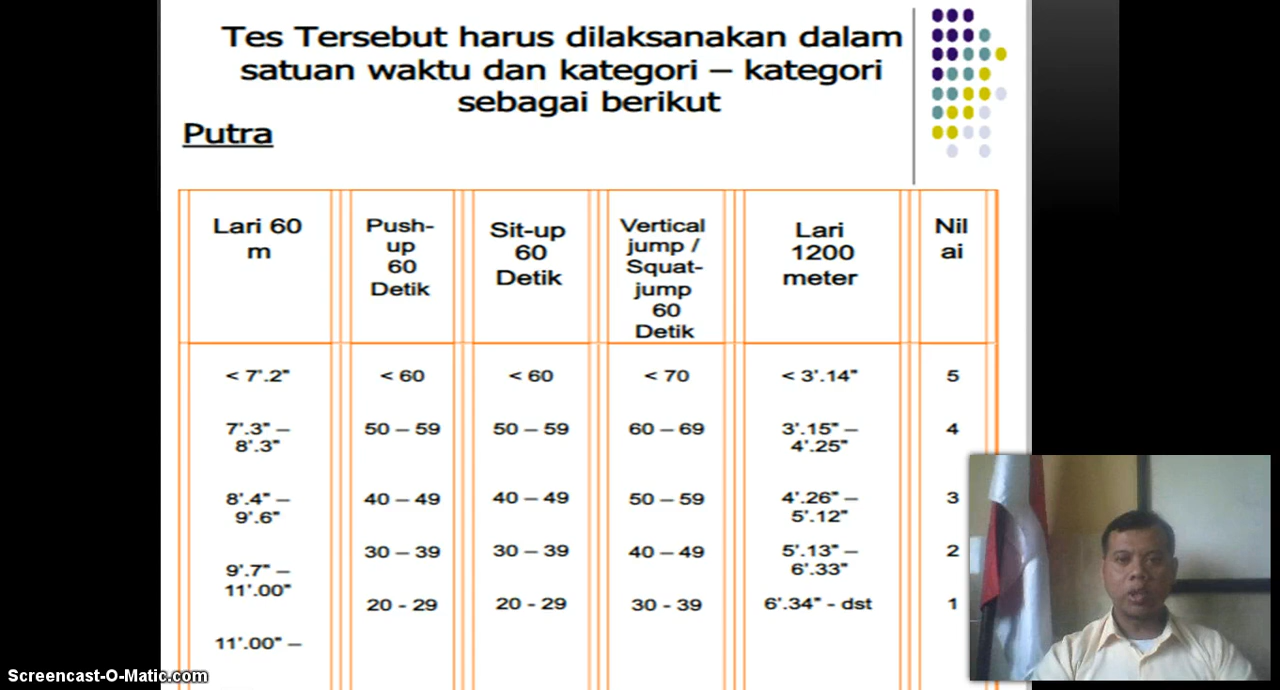 Tes Tersebut harus dilaksanakan dalam
satuan waktu dan kategori – kategori
sebagai berikut
Putra
Lari 60
m
Push-
up
60
Detik
Sit-up
60
Detik
Vertical
jump /
Squat-
jump
60
Detik
Lari
1200
meter
Nil
ai
< 7'.2”
< 60
< 60
< 70
< 3'.14”
5
7'.3” –
8'.3”
50 – 59
50 – 59
60 – 69
3'.15” –
4'.25”
4
8'.4” –
9'.6”
40 – 49
40 – 49
50 – 59
4'.26” –
5'.12”
3
9'.7” –
11'.00”
30 – 39
30 – 39
40 – 49
5'.13” –
6'.33”
2
11'.00” –
20 - 29
20 - 29
30 - 39
6'.34” - dst
1
Screencast-O-Matic.com